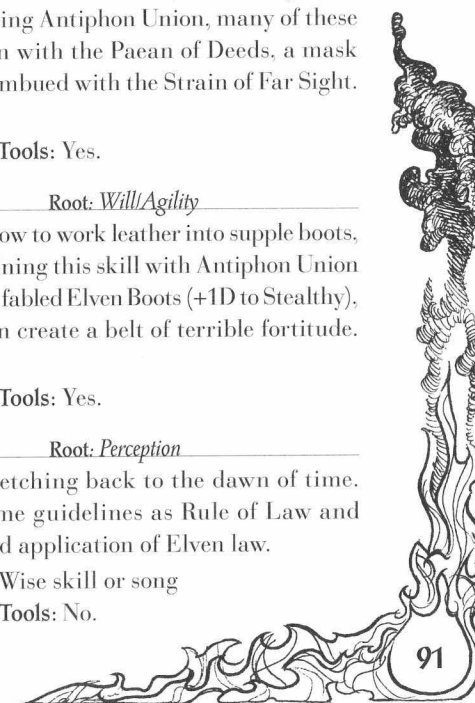 ing Antiphon Union, many of these
n with the Paean of Deeds, a mask
mbued with the Strain of Far Sight.
Tools: Yes.
Root: Will/Agility
ow to work leather into supple boots,
ning this skill with Antiphon Union
fabled Elven Boots (+1D to Stealthy),
n create a belt of terrible fortitude.
Tools: Yes.
Root: Perception
etching back to the dawn of time.
me guidelines as Rule of Law and
d application of Elven law.
Wise skill or song
Tools: No.
91